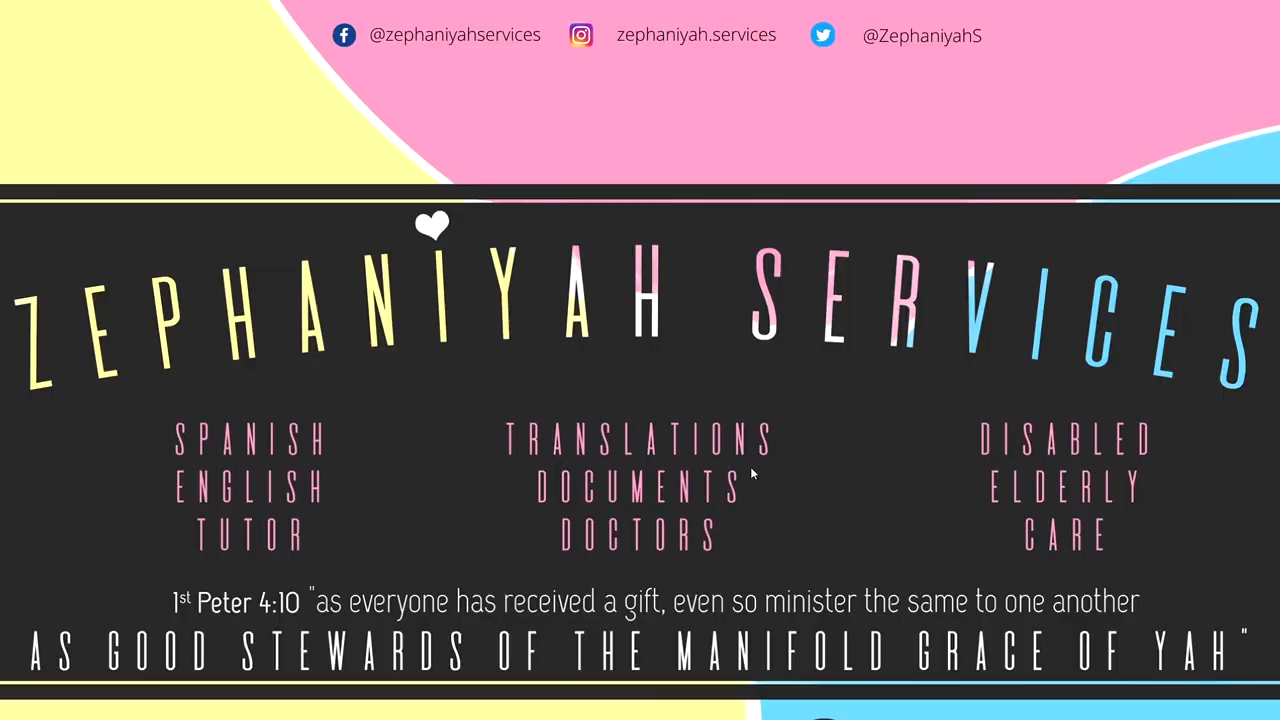 @zephaniyahservices zephaniyah.services @ZephaniyahS
ZEPHANIYAH SERVICES
SPANISH TRANSLATIONS DISABLED
ENGLISH DOCUMENTS ELDERLY
TUTOR DOCTORS CARE
1st Peter 4:10 "as everyone has received a gift, even so minister the same to one another
AS GOOD STEWARDS OF THE MANIFOLD GRACE OF YAH"